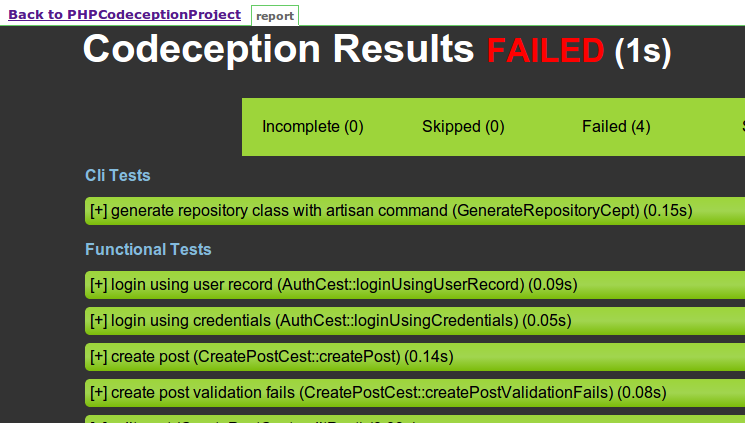 Back to PHPCodeceptionProject report
Codeception Results FAILED (1s)
Incomplete (0) Skipped (0) Failed (4)
Cli Tests
[+] generate repository class with artisan command (GenerateRepositoryCept) (0.15s)
Functional Tests
[+] login using user record (AuthCest::loginUsingUserRecord) (0.09s)
[+] login using credentials (AuthCest::loginUsingCredentials) (0.05s)
[+] create post (CreatePostCest::createPost) (0.14s)
[+] create post validation fails (CreatePostCest::createPostValidationFails) (0.08s)